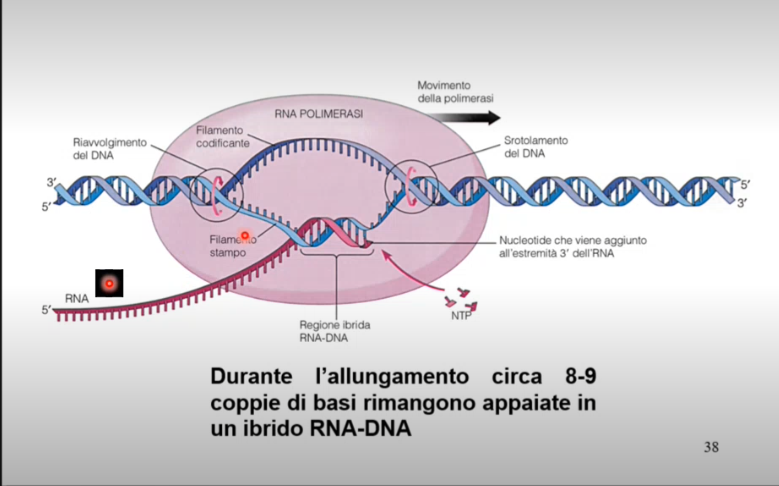 Movimento
della polimerasi
RNA POLIMERASI
Filamento
codificante
Riavvolgimento
del DNA
Srotolamento
del DNA
3'
5'
5'
3'
Filamento
stampo
Nucleotide che viene aggiunto
all'estremità 3' dell'RNA
RNA
5'
NTP
Regione ibrida
RNA-DNA
Durante l'allungamento circa 8-9
coppie di basi rimangono appaiate in
un ibrido RNA-DNA
38